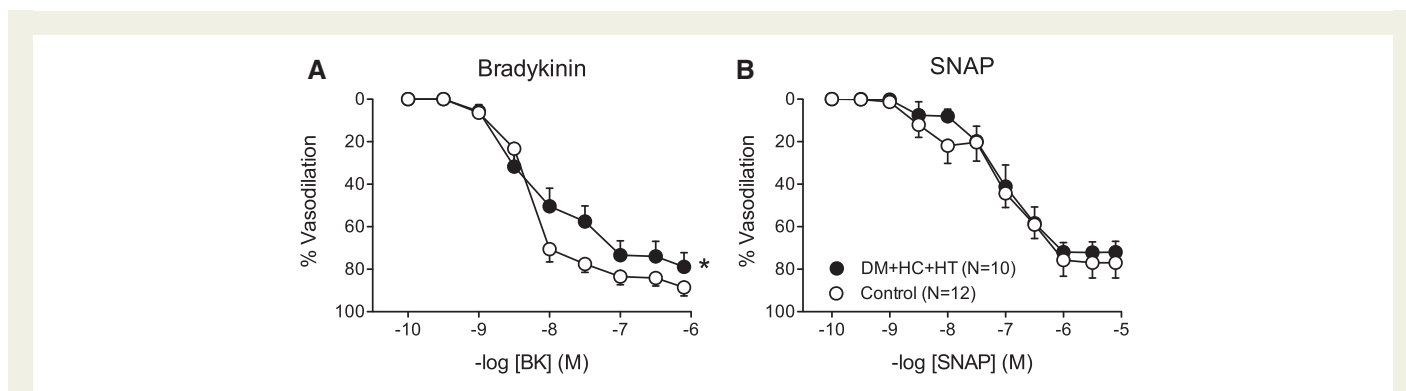 A
Bradykinin
0
20
40
60
80
100
% Vasodilation
*
-10
-9
-8
-7
-6
-log [BK] (M)
B
SNAP
0
20
40
60
80
100
% Vasodilation
DM+HC+HT (N=10)
Control (N=12)
-10
-9
-8
-7
-6
-5
-log [SNAP] (M)